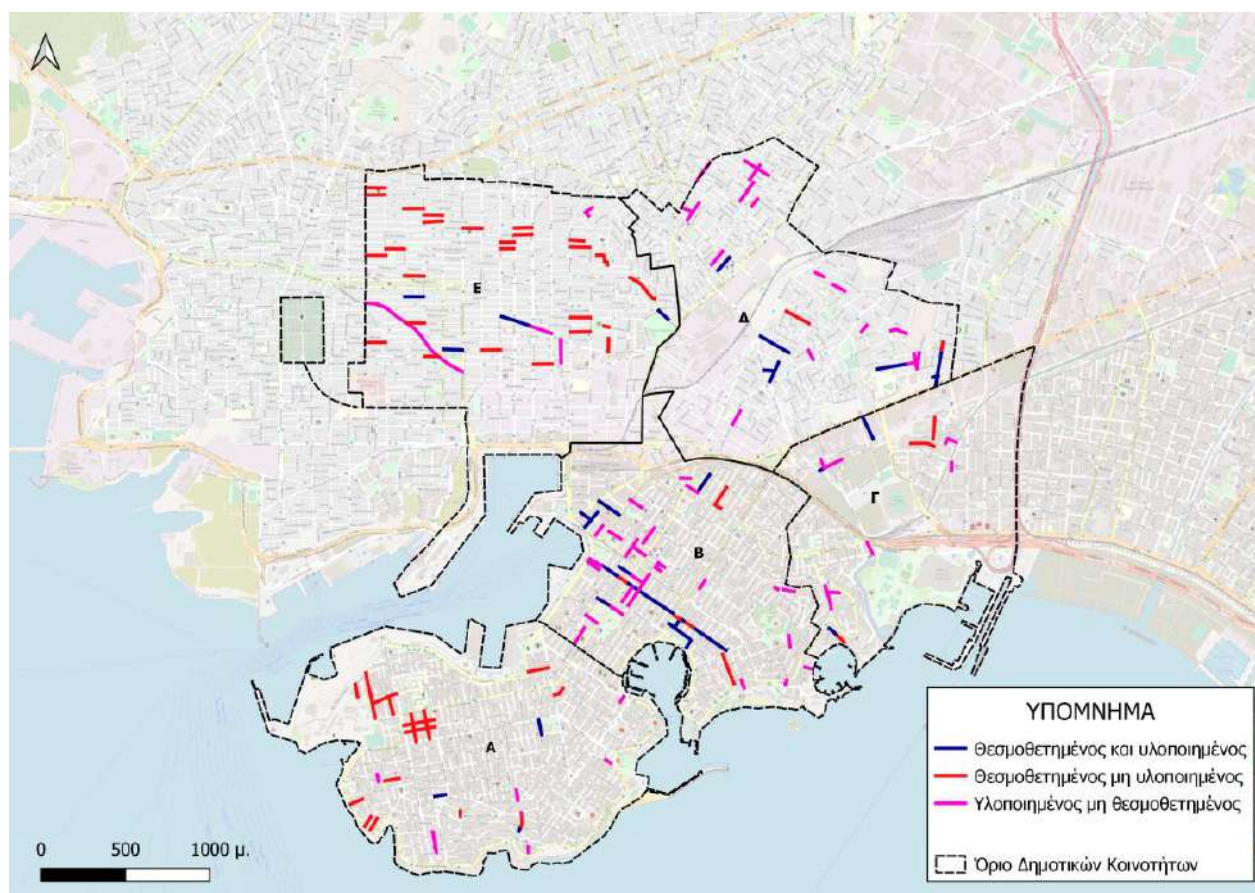 Ε
Δ
Γ
Β
Α
ΥΠΟΜΝΗΜΑ
Θεσμοθετημένος και υλοποιημένος
Θεσμοθετημένος μη υλοποιημένος
Υλοποιημένος μη θεσμοθετημένος
Όριο Δημοτικών Κοινοτήτων
0 500 1000 μ.